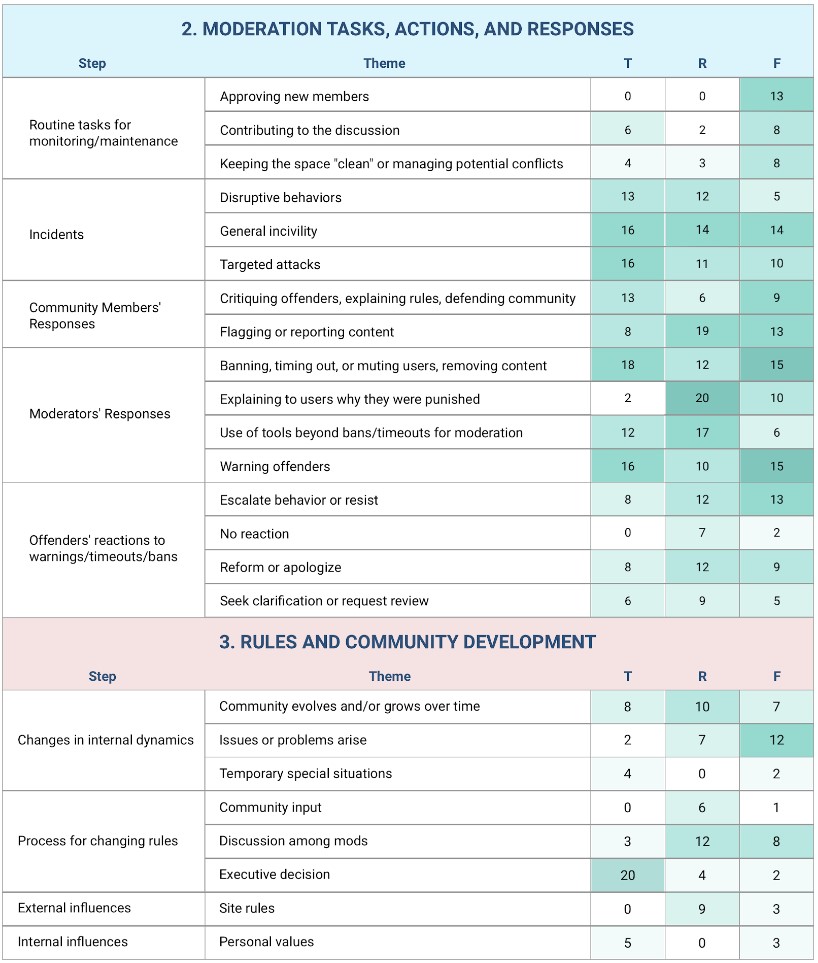 2. MODERATION TASKS, ACTIONS, AND RESPONSES
Step Theme T R F
Routine tasks for
monitoring/maintenance
Approving new members 0 0 13
Contributing to the discussion 6 2 8
Keeping the space "clean" or managing potential conflicts 4 3 8
Incidents
Disruptive behaviors 13 12 5
General incivility 16 14 14
Targeted attacks 16 11 10
Community Members'
Responses
Critiquing offenders, explaining rules, defending community 13 6 9
Flagging or reporting content 8 19 13
Moderators' Responses
Banning, timing out, or muting users, removing content 18 12 15
Explaining to users why they were punished 2 20 10
Use of tools beyond bans/timeouts for moderation 12 17 6
Warning offenders 16 10 15
Offenders' reactions to
warnings/timeouts/bans
Escalate behavior or resist 8 12 13
No reaction 0 7 2
Reform or apologize 8 12 9
Seek clarification or request review 6 9 5
3. RULES AND COMMUNITY DEVELOPMENT
Step Theme T R F
Changes in internal dynamics
Community evolves and/or grows over time 8 10 7
Issues or problems arise 2 7 12
Temporary special situations 4 0 2
Process for changing rules
Community input 0 6 1
Discussion among mods 3 12 8
Executive decision 20 4 2
External influences Site rules 0 9 3
Internal influences Personal values 5 0 3